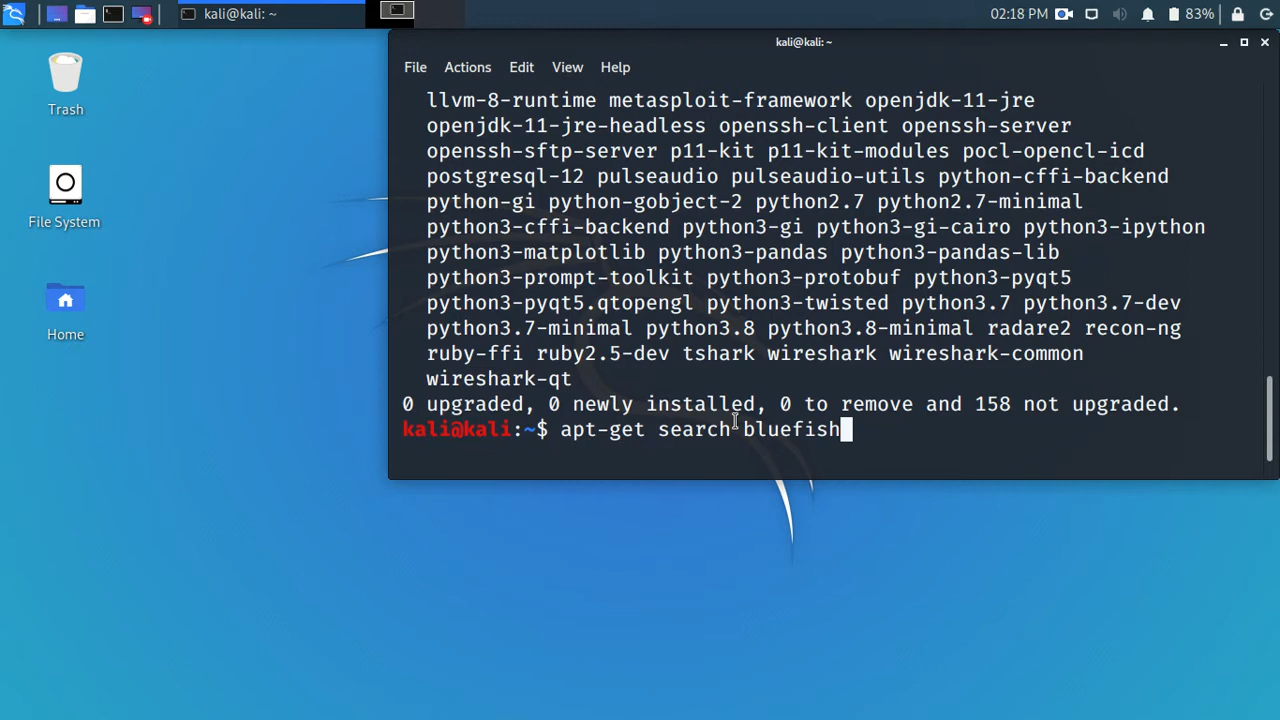 kali@kali: ~
02:18 PM
83%
kali@kali: ~
File Actions Edit View Help
Trash
File System
Home
llvm-8-runtime metasploit-framework openjdk-11-jre
openjdk-11-jre-headless openssh-client openssh-server
openssh-sftp-server p11-kit p11-kit-modules pocl-opencl-icd
postgresql-12 pulseaudio pulseaudio-utils python-cffi-backend
python-gi python-gobject-2 python2.7 python2.7-minimal
python3-cffi-backend python3-gi python3-gi-cairo python3-ipython
python3-matplotlib python3-pandas python3-pandas-lib
python3-prompt-toolkit python3-protobuf python3-pyqt5
python3-pyqt5.qtopengl python3-twisted python3.7 python3.7-dev
python3.7-minimal python3.8 python3.8-minimal radare2 recon-ng
ruby-ffi ruby2.5-dev tshark wireshark wireshark-common
wireshark-qt
0 upgraded, 0 newly installed, 0 to remove and 158 not upgraded.
kali@kali:~$ apt-get search bluefish